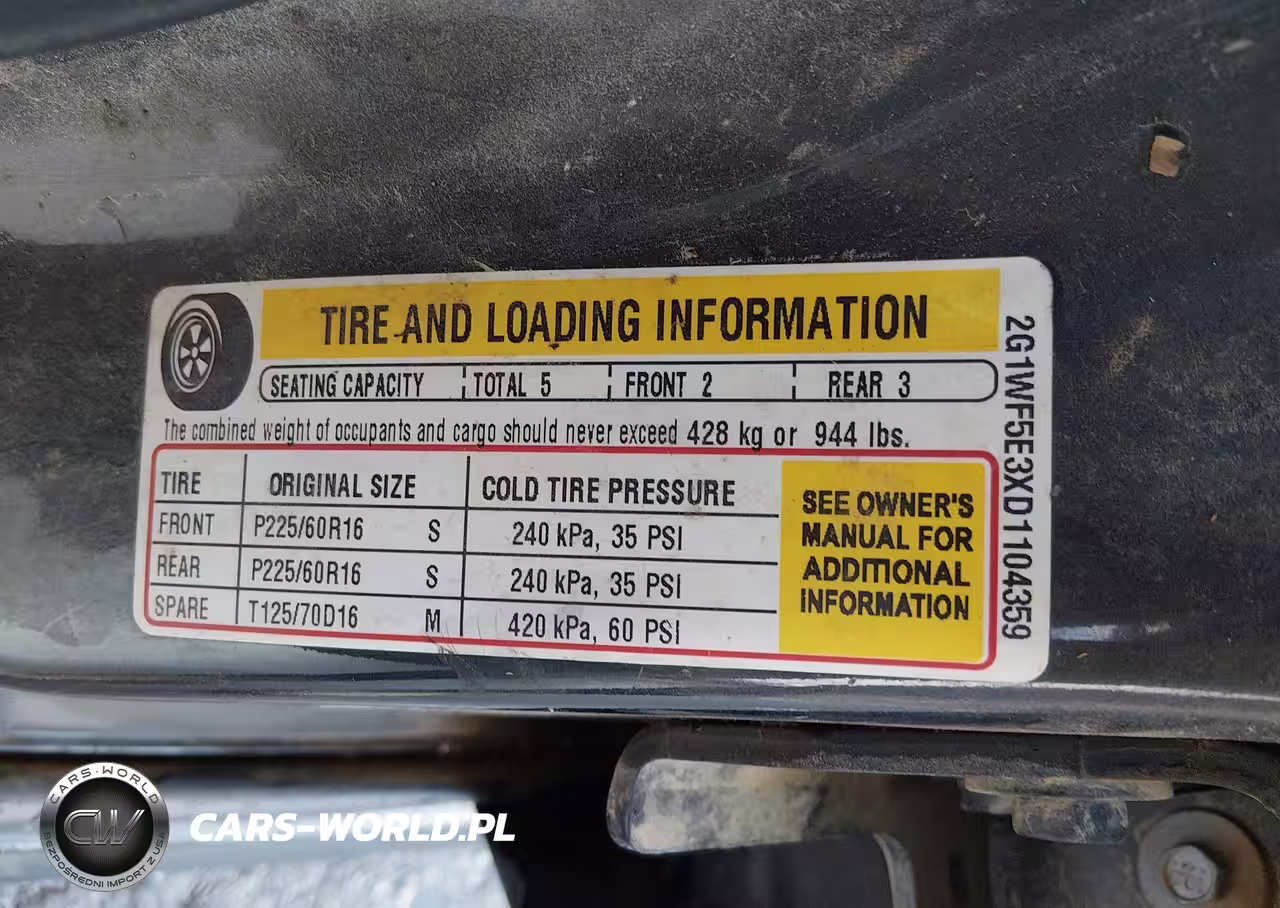 TIRE AND LOADING INFORMATION
SEATING CAPACITY TOTAL 5 FRONT 2 REAR 3
The combined weight of occupants and cargo should never exceed 428 kg or 944 lbs.
TIRE ORIGINAL SIZE COLD TIRE PRESSURE
FRONT P225/60R16 S 240 kPa, 35 PSI
REAR P225/60R16 S 240 kPa, 35 PSI
SPARE T125/70D16 M 420 kPa, 60 PSI
SEE OWNER'S
MANUAL FOR
ADDITIONAL
INFORMATION
2G1WF5E3XD1104359
CARS-WORLD
CW
BEZPOŚREDNI IMPORT Z USA
CARS-WORLD.PL